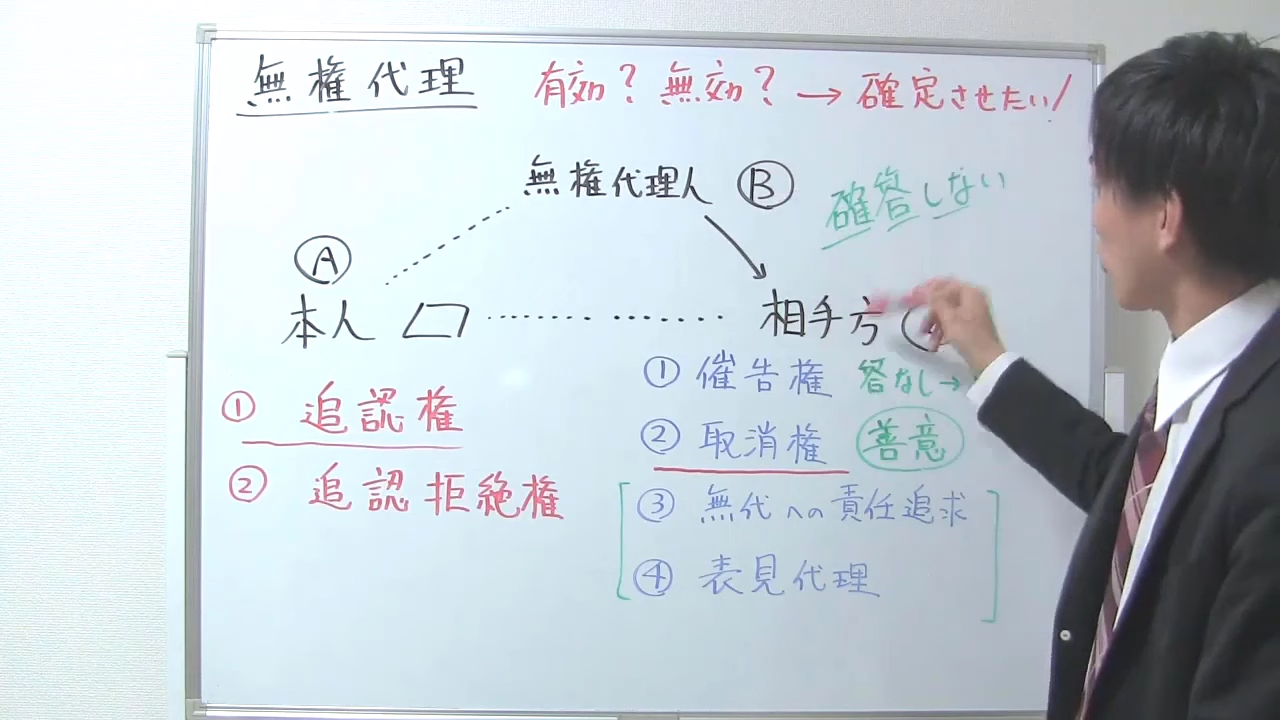 無権代理 有効?無効?→確定させたい!
無権代理人 Ⓑ 確答しない
Ⓐ
本人 相手方
① 催告権 答なし→
① 追認権
② 取消権 善意
② 追認拒絶権
③ 無代への責任追求
④ 表見代理